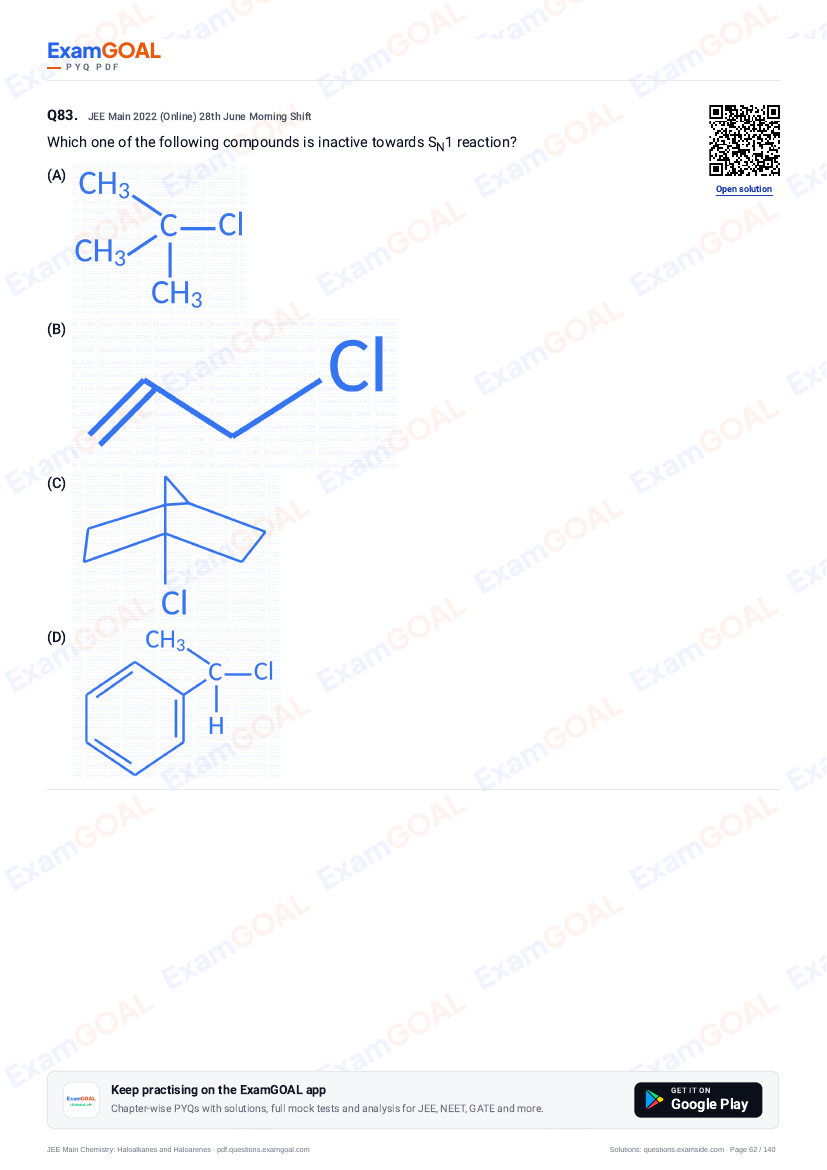 ExamGOAL
PYQ PDF
Q83. JEE Main 2022 (Online) 28th June Morning Shift
Which one of the following compounds is inactive towards S_N1 reaction?
Open solution
(A)
CH3
C
Cl
CH3
CH3
(B)
Cl
(C)
Cl
(D)
CH3
C
Cl
H
Keep practising on the ExamGOAL app
Chapter-wise PYQs with solutions, full mock tests and analysis for JEE, NEET, GATE and more.
GET IT ON
Google Play
JEE Main Chemistry: Haloalkanes and Haloarenes · pdf.questions.examgoal.com
Solutions: questions.examside.com · Page 62 / 140